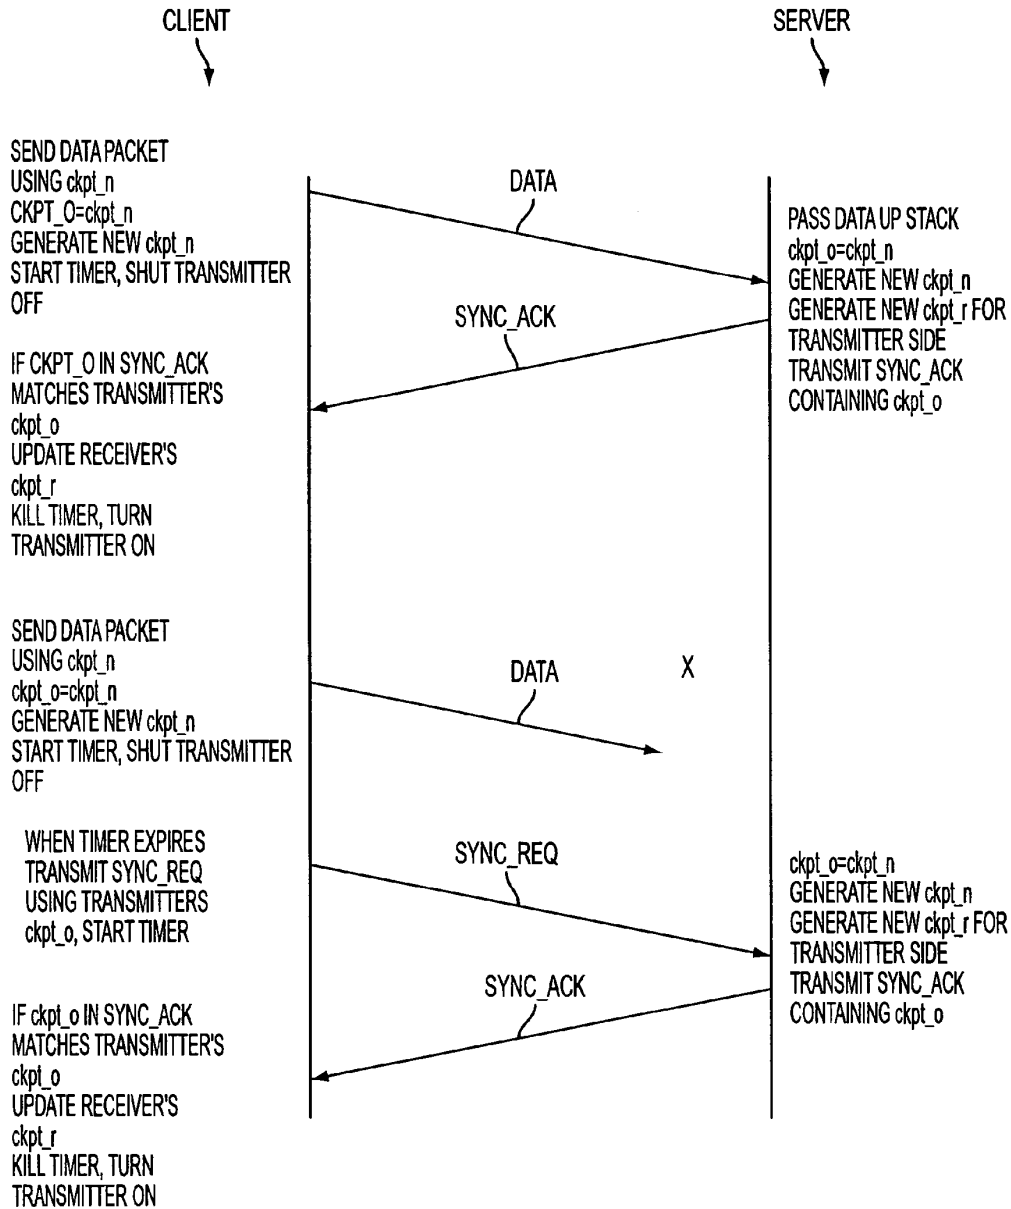 CLIENT
SERVER
SEND DATA PACKET
USING ckpt_n
CKPT_O=ckpt_n
GENERATE NEW ckpt_n
START TIMER, SHUT TRANSMITTER
OFF
DATA
PASS DATA UP STACK
ckpt_o=ckpt_n
GENERATE NEW ckpt_n
GENERATE NEW ckpt_r FOR
TRANSMITTER SIDE
TRANSMIT SYNC_ACK
CONTAINING ckpt_o
SYNC_ACK
IF CKPT_O IN SYNC_ACK
MATCHES TRANSMITTER'S
ckpt_o
UPDATE RECEIVER'S
ckpt_r
KILL TIMER, TURN
TRANSMITTER ON
SEND DATA PACKET
USING ckpt_n
ckpt_o=ckpt_n
GENERATE NEW ckpt_n
START TIMER, SHUT TRANSMITTER
OFF
DATA
X
WHEN TIMER EXPIRES
TRANSMIT SYNC_REQ
USING TRANSMITTERS
ckpt_o, START TIMER
SYNC_REQ
ckpt_o=ckpt_n
GENERATE NEW ckpt_n
GENERATE NEW ckpt_r FOR
TRANSMITTER SIDE
TRANSMIT SYNC_ACK
CONTAINING ckpt_o
SYNC_ACK
IF ckpt_o IN SYNC_ACK
MATCHES TRANSMITTER'S
ckpt_o
UPDATE RECEIVER'S
ckpt_r
KILL TIMER, TURN
TRANSMITTER ON